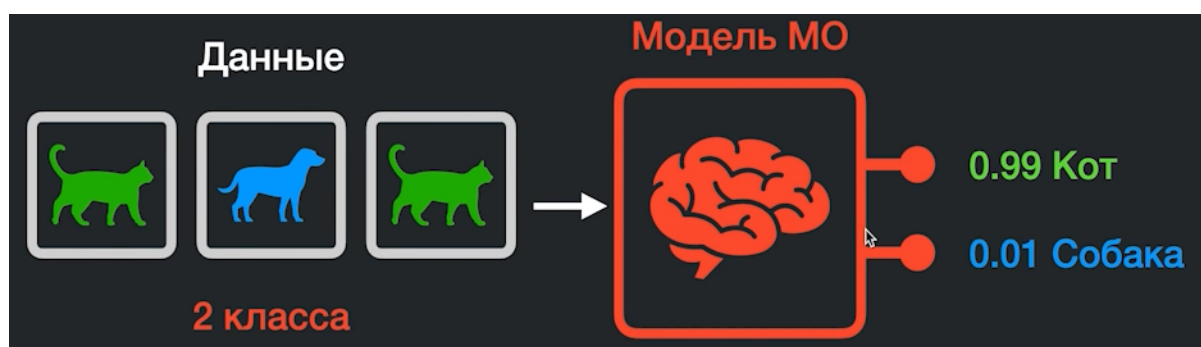 Данные
Модель МО
0.99 Кот
0.01 Собака
2 класса